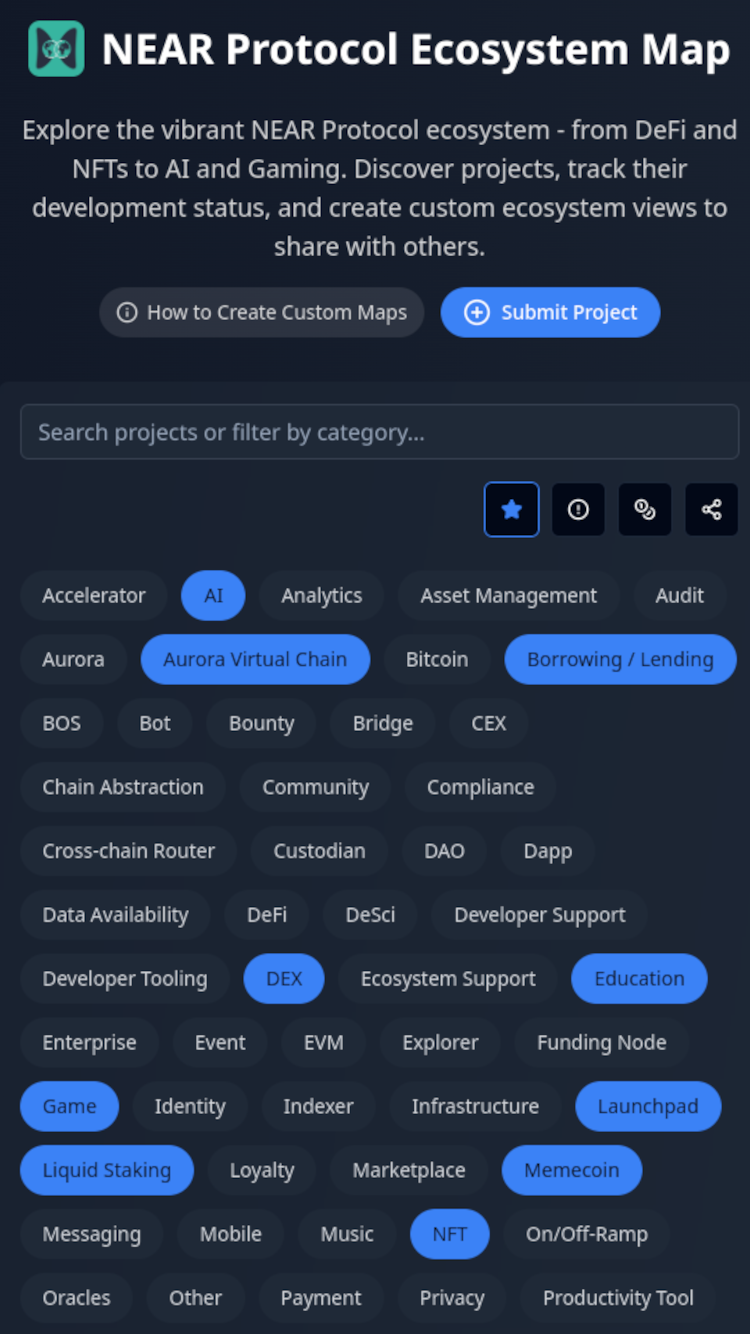 NEAR Protocol Ecosystem Map
Explore the vibrant NEAR Protocol ecosystem - from DeFi and
NFTs to AI and Gaming. Discover projects, track their
development status, and create custom ecosystem views to
share with others.
How to Create Custom Maps Submit Project
Search projects or filter by category...
Accelerator AI Analytics Asset Management Audit
Aurora Aurora Virtual Chain Bitcoin Borrowing / Lending
BOS Bot Bounty Bridge CEX
Chain Abstraction Community Compliance
Cross-chain Router Custodian DAO Dapp
Data Availability DeFi DeSci Developer Support
Developer Tooling DEX Ecosystem Support Education
Enterprise Event EVM Explorer Funding Node
Game Identity Indexer Infrastructure Launchpad
Liquid Staking Loyalty Marketplace Memecoin
Messaging Mobile Music NFT On/Off-Ramp
Oracles Other Payment Privacy Productivity Tool